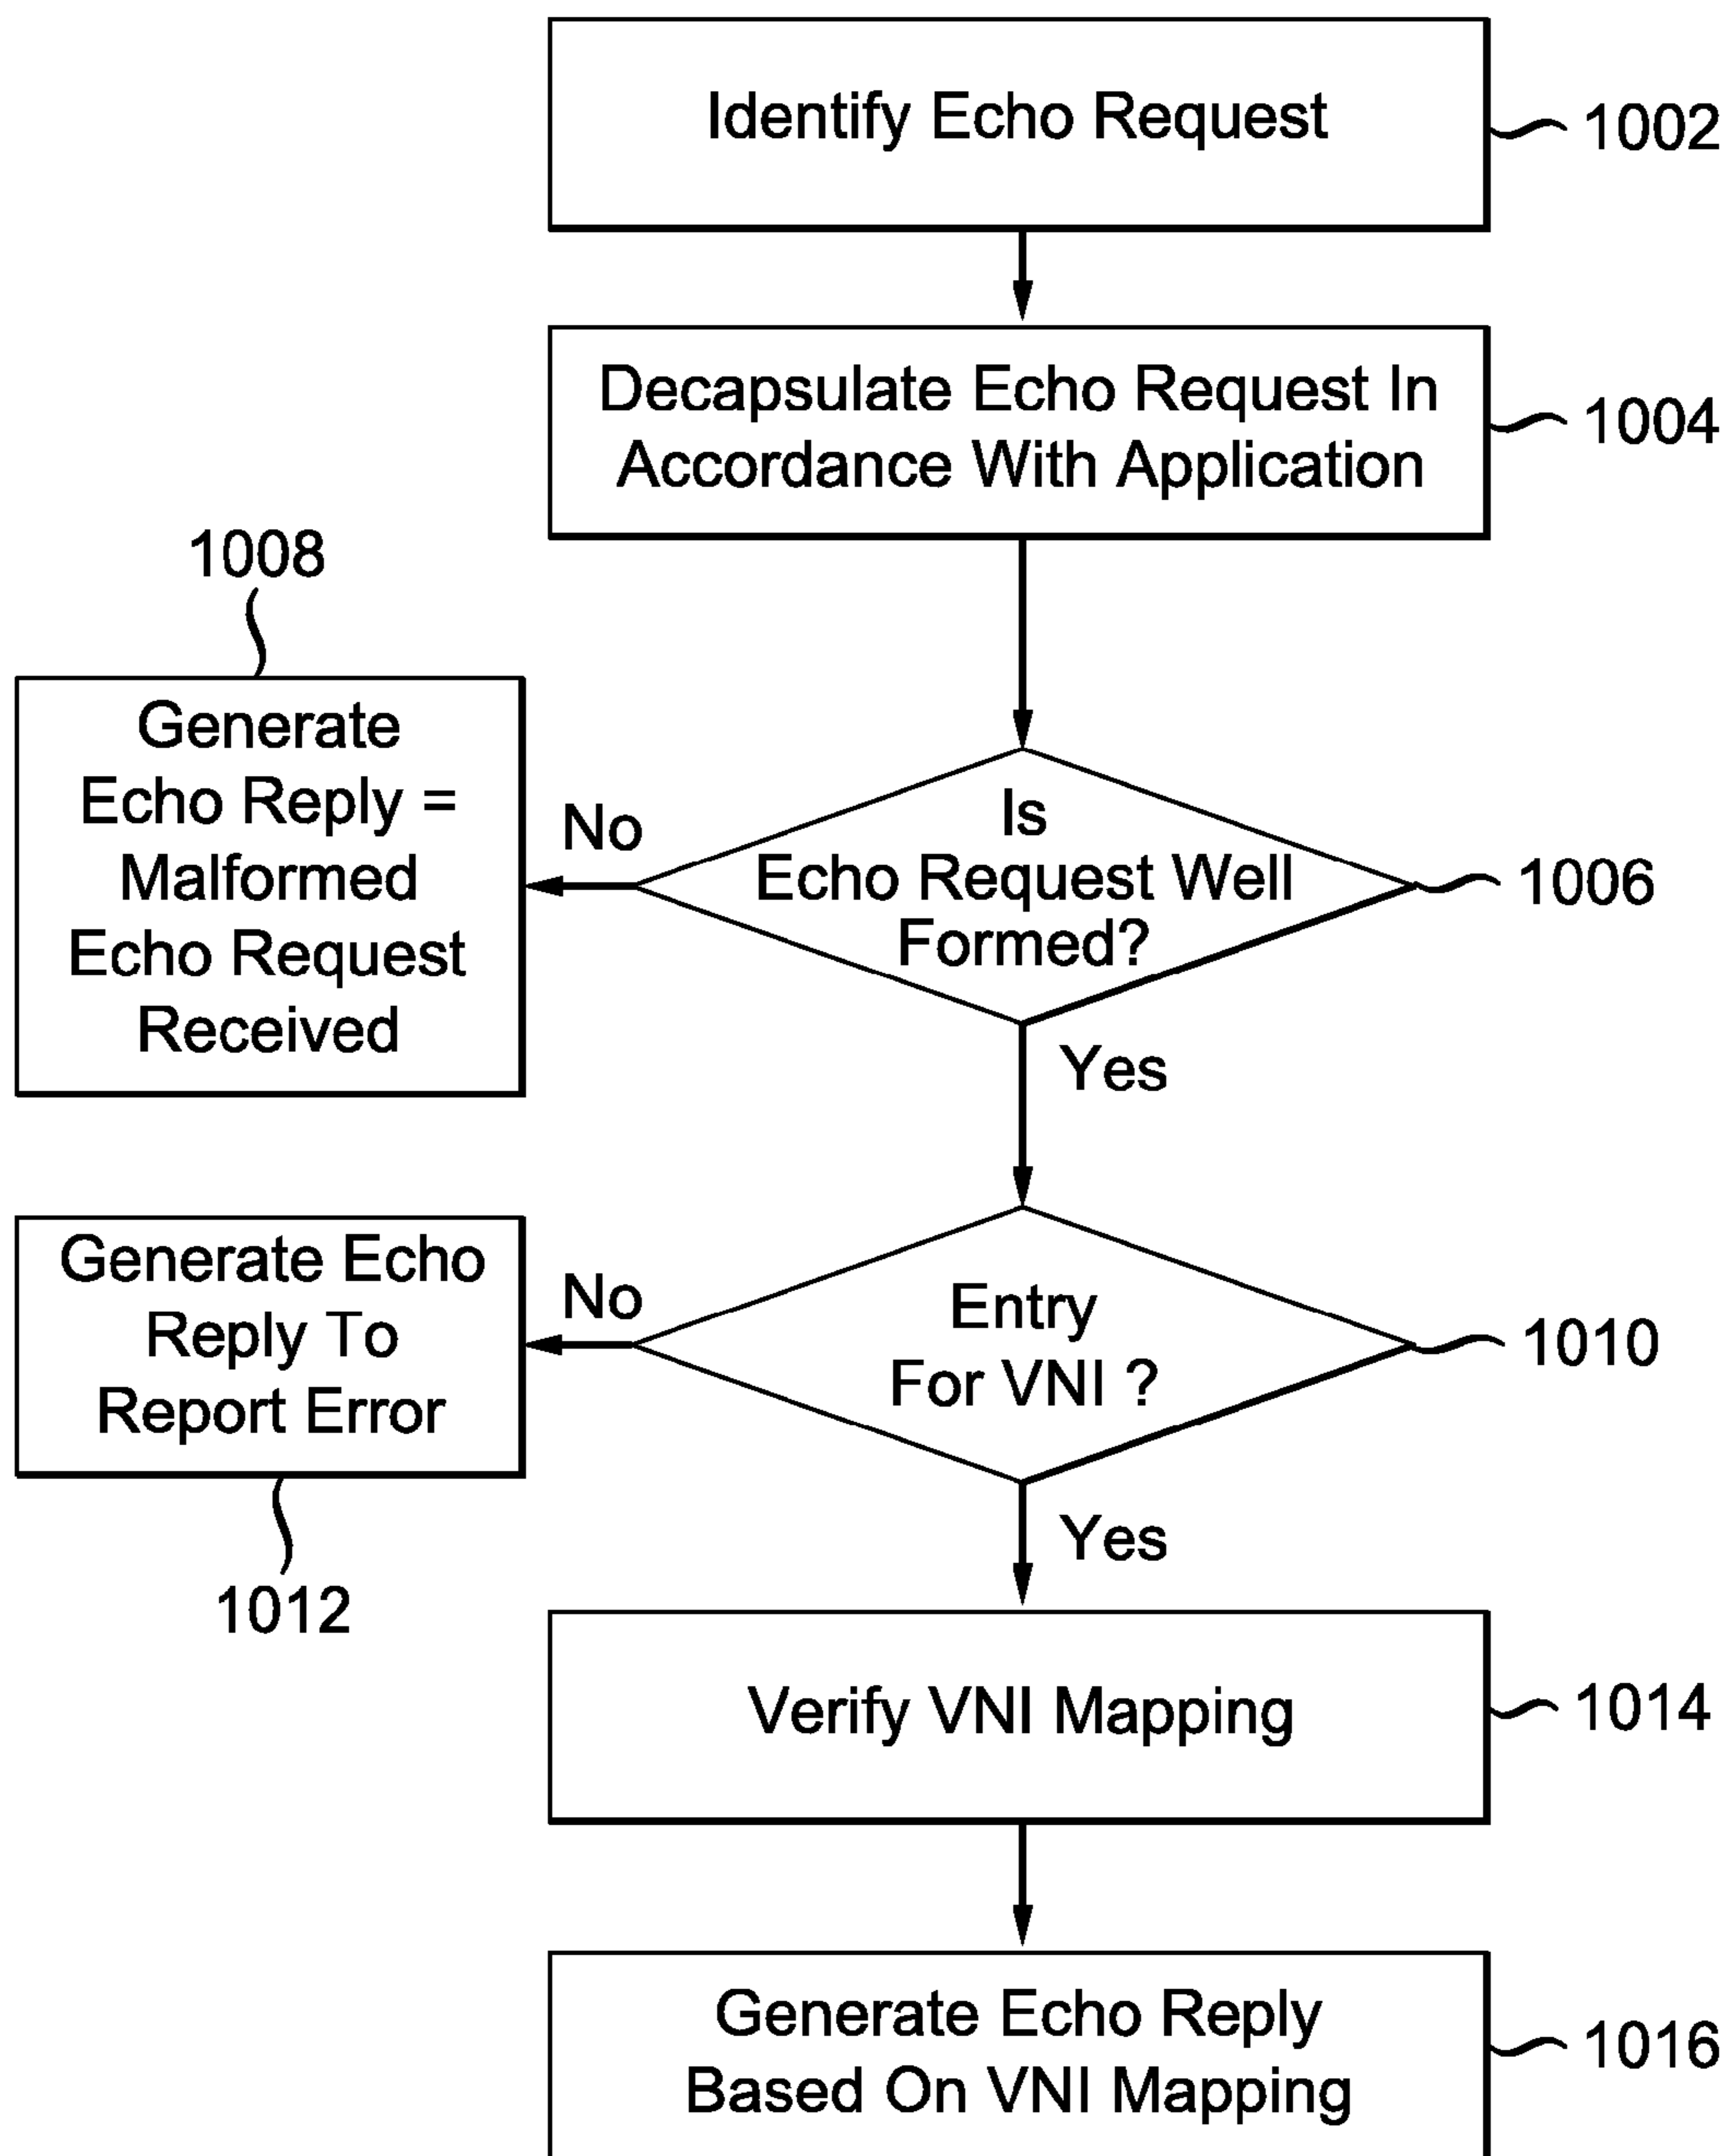 Identify Echo Request
1002
Decapsulate Echo Request In
Accordance With Application
1004
1008
Generate
Echo Reply =
Malformed
Echo Request
Received
No
Is
Echo Request Well
Formed?
1006
Yes
Generate Echo
Reply To
Report Error
No
Entry
For VNI ?
1010
1012
Yes
Verify VNI Mapping
1014
Generate Echo Reply
Based On VNI Mapping
1016